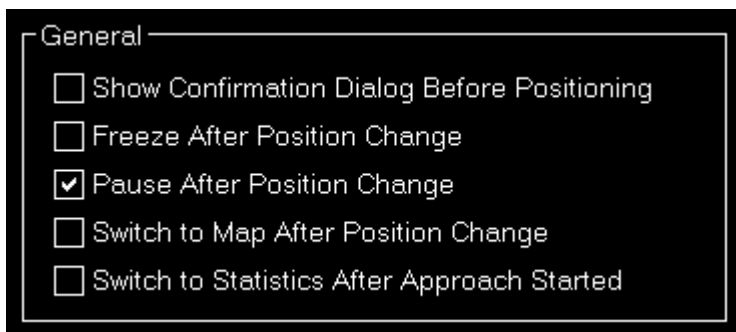 General
Show Confirmation Dialog Before Positioning
Freeze After Position Change
Pause After Position Change
Switch to Map After Position Change
Switch to Statistics After Approach Started